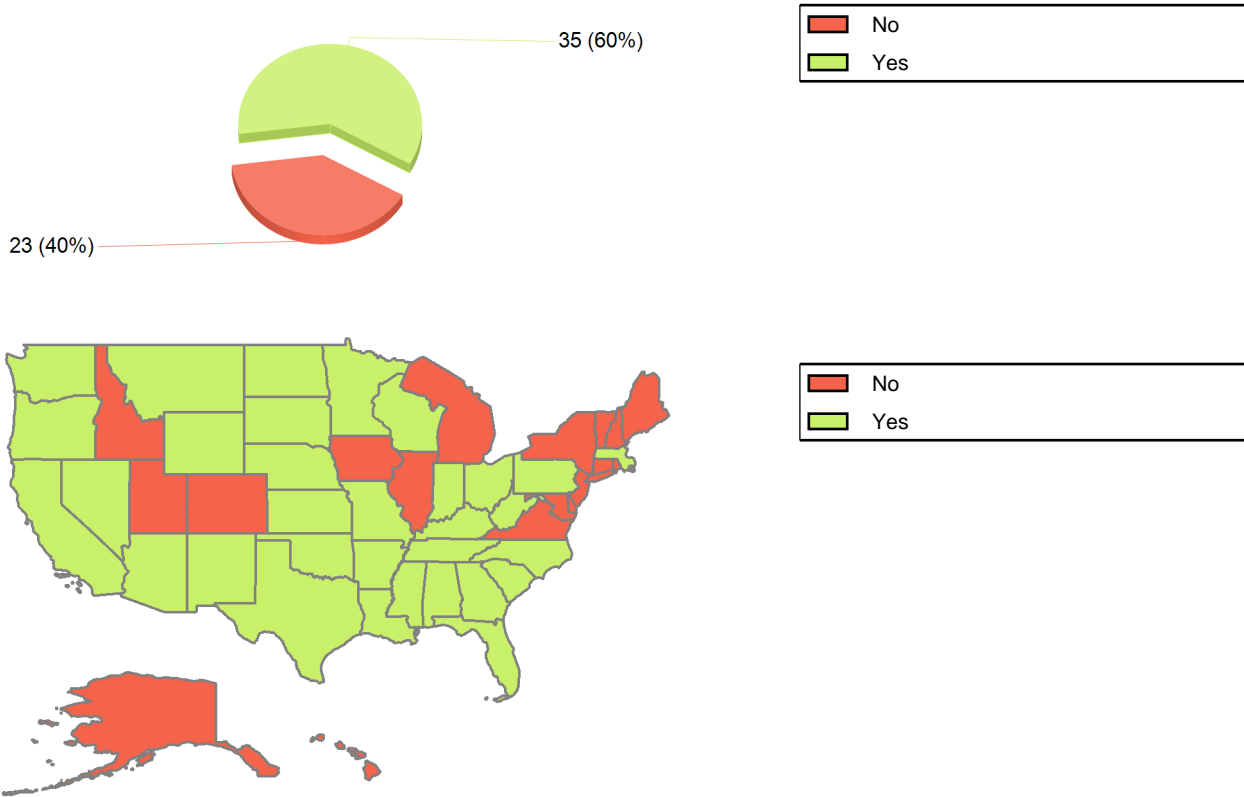 35 (60%)
No
Yes
23 (40%)
No
Yes